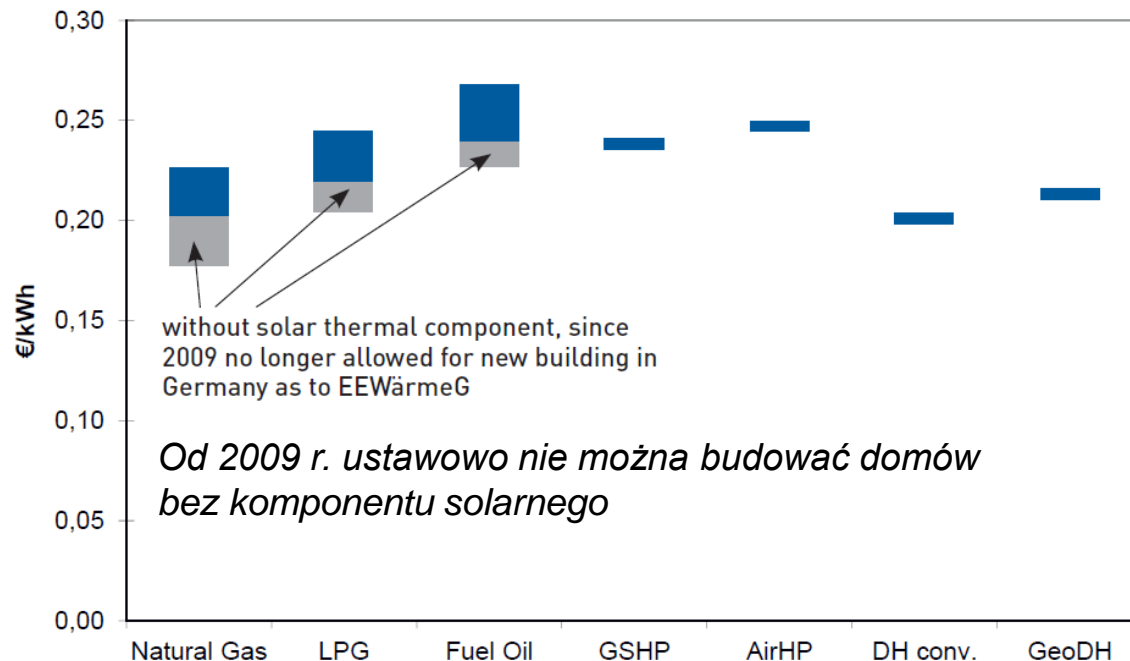 0,30
0,25
0,20
0,15
0,10
0,05
0,00
€/kWh
without solar thermal component, since
2009 no longer allowed for new building in
Germany as to EEWärmeG
Od 2009 r. ustawowo nie można budować domów
bez komponentu solarnego
Natural Gas LPG Fuel Oil GSHP AirHP DH conv. GeoDH